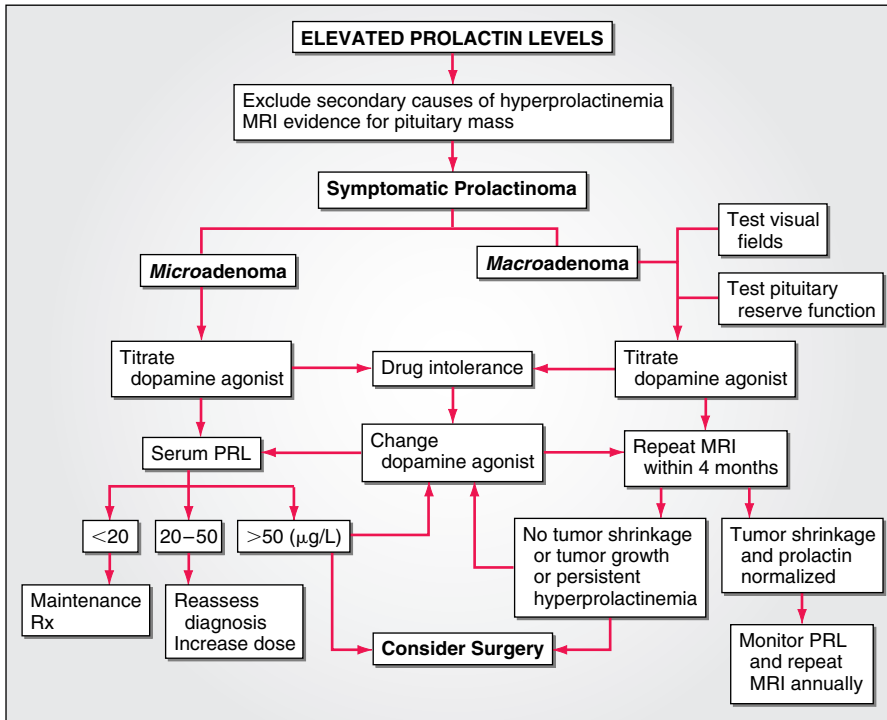 ELEVATED PROLACTIN LEVELS
Exclude secondary causes of hyperprolactinemia
MRI evidence for pituitary mass
Symptomatic Prolactinoma
Microadenoma
Macroadenoma
Test visual
fields
Test pituitary
reserve function
Titrate
dopamine agonist
Drug intolerance
Titrate
dopamine agonist
Serum PRL
Change
dopamine agonist
Repeat MRI
within 4 months
<20
20–50
>50 (μg/L)
No tumor shrinkage
or tumor growth
or persistent
hyperprolactinemia
Tumor shrinkage
and prolactin
normalized
Maintenance
Rx
Reassess
diagnosis
Increase dose
Consider Surgery
Monitor PRL
and repeat
MRI annually